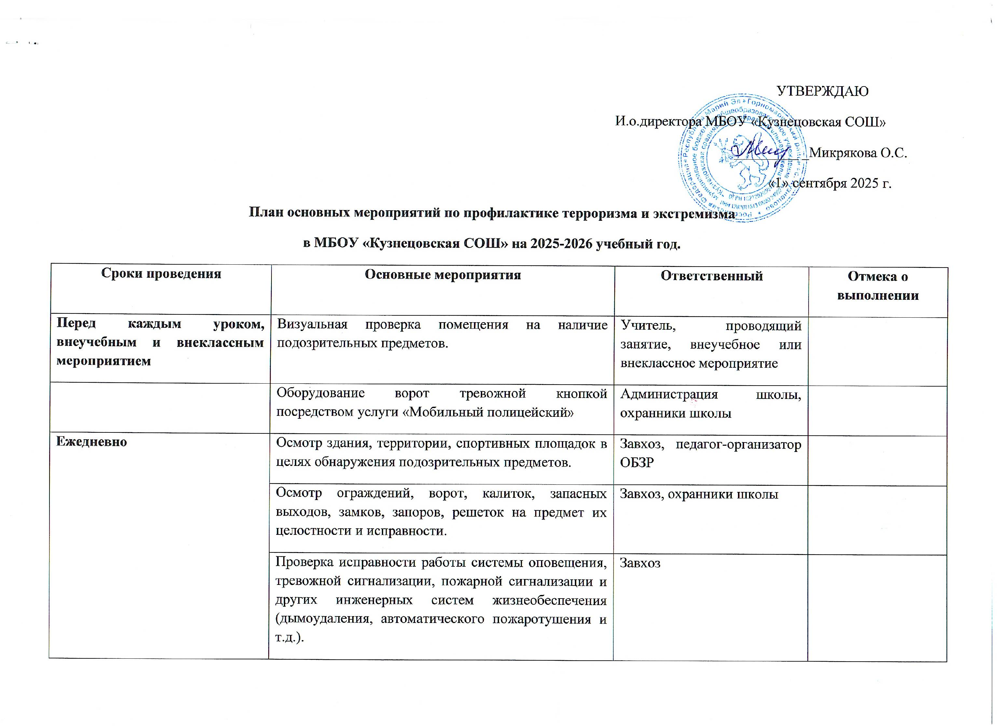 УТВЕРЖДАЮ
И.о.директора МБОУ «Кузнецовская СОШ»
Микрякова О.С.
«1» сентября 2025 г.
План основных мероприятий по профилактике терроризма и экстремизма
в МБОУ «Кузнецовская СОШ» на 2025-2026 учебный год.
Сроки проведения
Основные мероприятия
Ответственный
Отмека о
выполнении
Перед каждым уроком,
внеучебным и внеклассным
мероприятием
Визуальная проверка помещения на наличие
подозрительных предметов.
Учитель, проводящий
занятие, внеучебное или
внеклассное мероприятие
Оборудование ворот тревожной кнопкой
посредством услуги «Мобильный полицейский»
Администрация школы,
охранники школы
Ежедневно
Осмотр здания, территории, спортивных площадок в
целях обнаружения подозрительных предметов.
Завхоз, педагог-организатор
ОБЗР
Осмотр ограждений, ворот, калиток, запасных
выходов, замков, запоров, решеток на предмет их
целостности и исправности.
Завхоз, охранники школы
Проверка исправности работы системы оповещения,
тревожной сигнализации, пожарной сигнализации и
других инженерных систем жизнеобеспечения
(дымоудаления, автоматического пожаротушения и
т.д.).
Завхоз